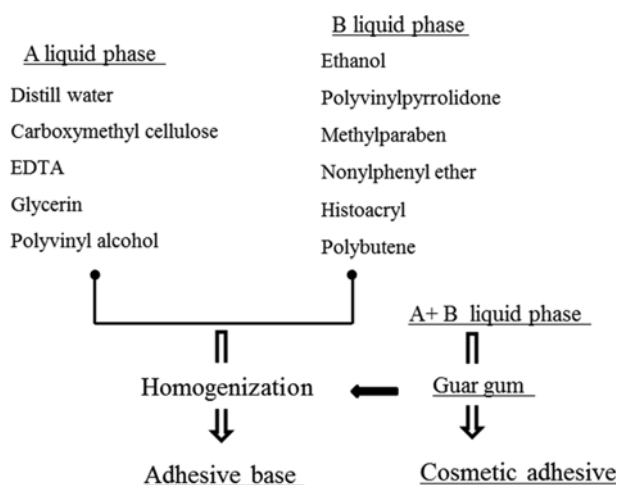 A liquid phase
Distill water
Carboxymethyl cellulose
EDTA
Glycerin
Polyvinyl alcohol
B liquid phase
Ethanol
Polyvinylpyrrolidone
Methylparaben
Nonylphenyl ether
Histoacryl
Polybutene
A+ B liquid phase
Homogenization
Guar gum
Adhesive base
Cosmetic adhesive